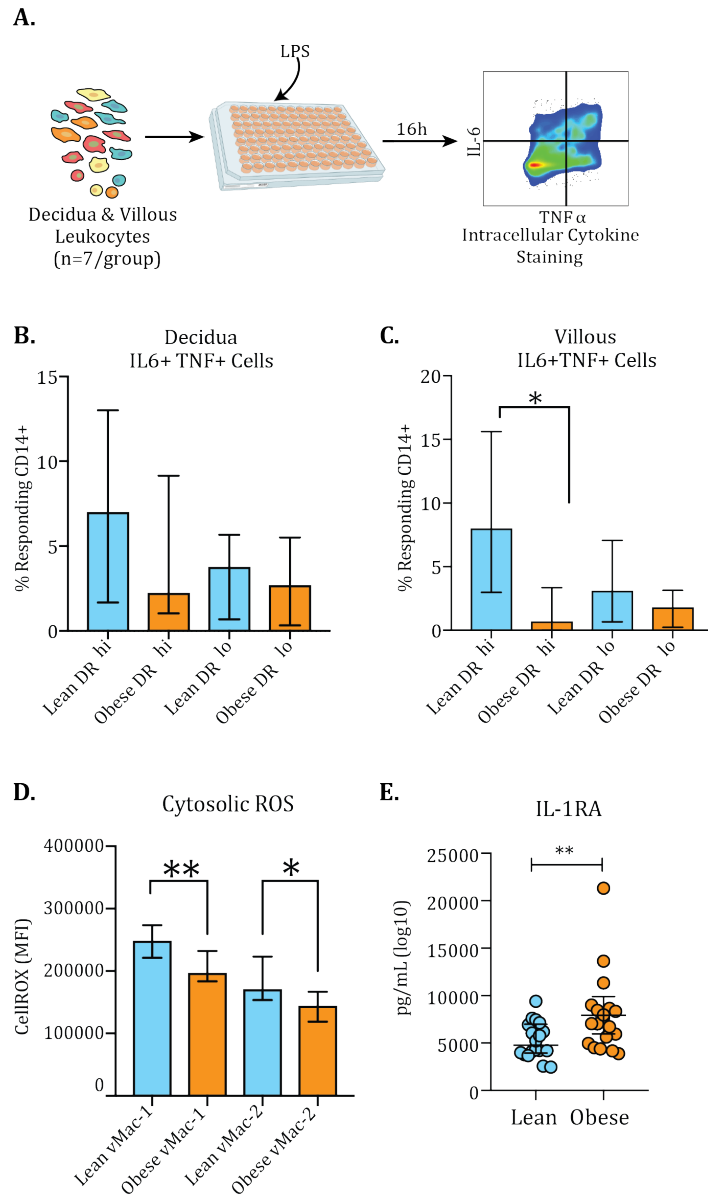 A.
LPS
16h
IL-6
Decidua & Villous
Leukocytes
(n=7/group)
TNF α
Intracellular Cytokine
Staining
B.
Decidua
IL6+ TNF+ Cells
% Responding CD14+
15
10
5
0
Lean DR hi
Obese DR hi
Lean DR lo
Obese DR lo
C.
Villous
IL6+TNF+ Cells
% Responding CD14+
20
15
10
5
0
*
Lean DR hi
Obese DR hi
Lean DR lo
Obese DR lo
D.
Cytosolic ROS
CellROX (MFI)
400000
300000
200000
100000
0
**
*
Lean vMac-1
Obese vMac-1
Lean vMac-2
Obese vMac-2
E.
IL-1RA
pg/mL (log10)
25000
20000
15000
10000
5000
0
**
Lean Obese